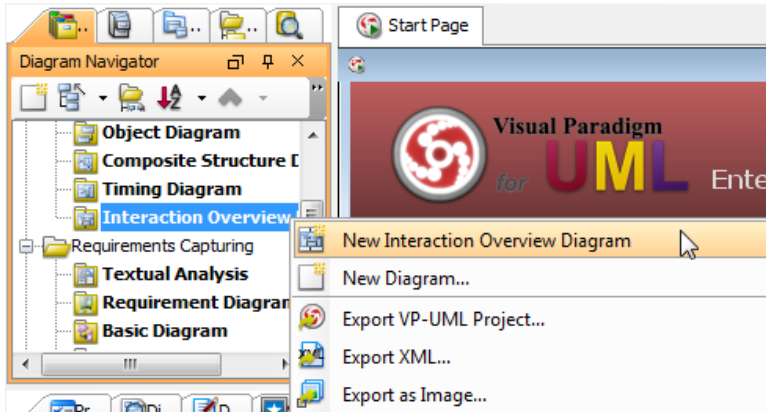 Start Page
Diagram Navigator
Object Diagram
Composite Structure D
Timing Diagram
Interaction Overview
Requirements Capturing
Textual Analysis
Requirement Diagran
Basic Diagram
Visual Paradigm
for UML Ente
New Interaction Overview Diagram
New Diagram...
Export VP-UML Project...
Export XML...
Export as Image...